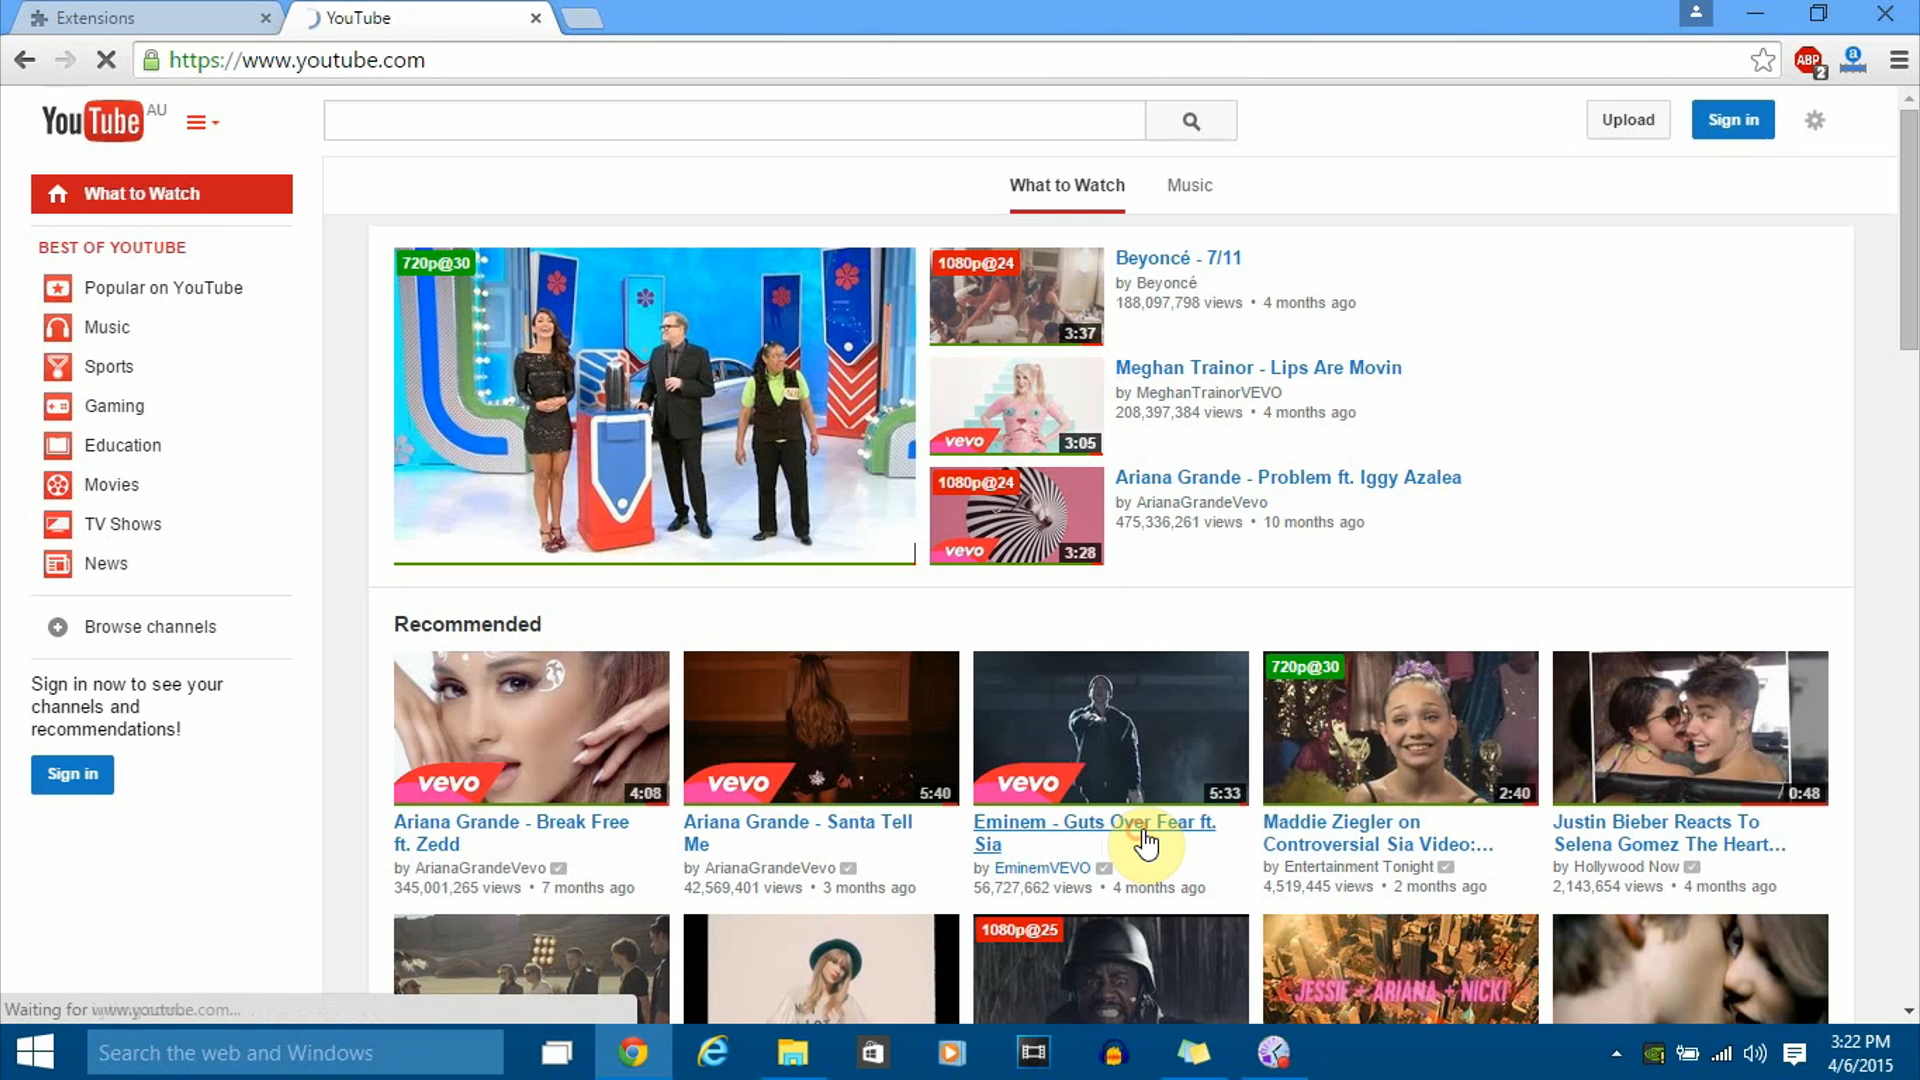 Extensions
YouTube
https://www.youtube.com
ABP
2
a
YouTube AU
Upload
Sign in
What to Watch
BEST OF YOUTUBE
Popular on YouTube
Music
Sports
Gaming
Education
Movies
TV Shows
News
Browse channels
Sign in now to see your
channels and
recommendations!
Sign in
What to Watch
Music
720p@30
1080p@24
3:37
Beyoncé - 7/11
by Beyoncé
188,097,798 views • 4 months ago
vevo
3:05
Meghan Trainor - Lips Are Movin
by MeghanTrainorVEVO
208,397,384 views • 4 months ago
1080p@24
vevo
3:28
Ariana Grande - Problem ft. Iggy Azalea
by ArianaGrandeVevo
475,336,261 views • 10 months ago
Recommended
vevo
4:08
Ariana Grande - Break Free
ft. Zedd
by ArianaGrandeVevo
345,001,265 views • 7 months ago
vevo
5:40
Ariana Grande - Santa Tell
Me
by ArianaGrandeVevo
42,569,401 views • 3 months ago
vevo
5:33
Eminem - Guts Over Fear ft.
Sia
by EminemVEVO
56,727,662 views • 4 months ago
720p@30
2:40
Maddie Ziegler on
Controversial Sia Video:...
by Entertainment Tonight
4,519,445 views • 2 months ago
0:48
Justin Bieber Reacts To
Selena Gomez The Heart...
by Hollywood Now
2,143,654 views • 4 months ago
1080p@25
JESSIE + ARIANA + NICKI
Waiting for www.youtube.com...
Search the web and Windows
3:22 PM
4/6/2015